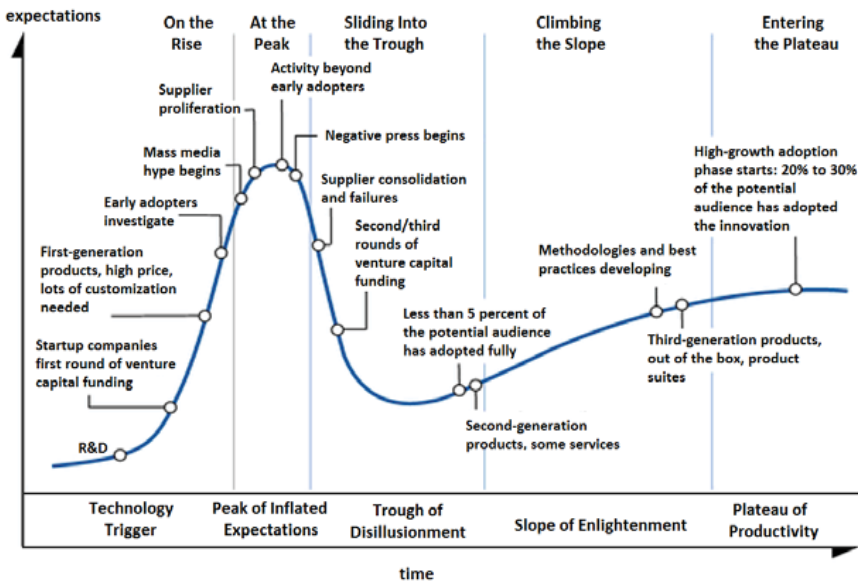 expectations
On the
Rise
At the
Peak
Sliding Into
the Trough
Climbing
the Slope
Entering
the Plateau
Activity beyond
early adopters
Supplier
proliferation
Negative press begins
Mass media
hype begins
Supplier consolidation
and failures
Early adopters
investigate
Second/third
rounds of
venture capital
funding
First-generation
products, high price,
lots of customization
needed
Startup companies
first round of venture
capital funding
R&D
Less than 5 percent of
the potential audience
has adopted fully
Second-generation
products, some services
Methodologies and best
practices developing
Third-generation products,
out of the box, product
suites
High-growth adoption
phase starts: 20% to 30%
of the potential
audience has adopted
the innovation
Technology
Trigger
Peak of Inflated
Expectations
Trough of
Disillusionment
Slope of Enlightenment
Plateau of
Productivity
time